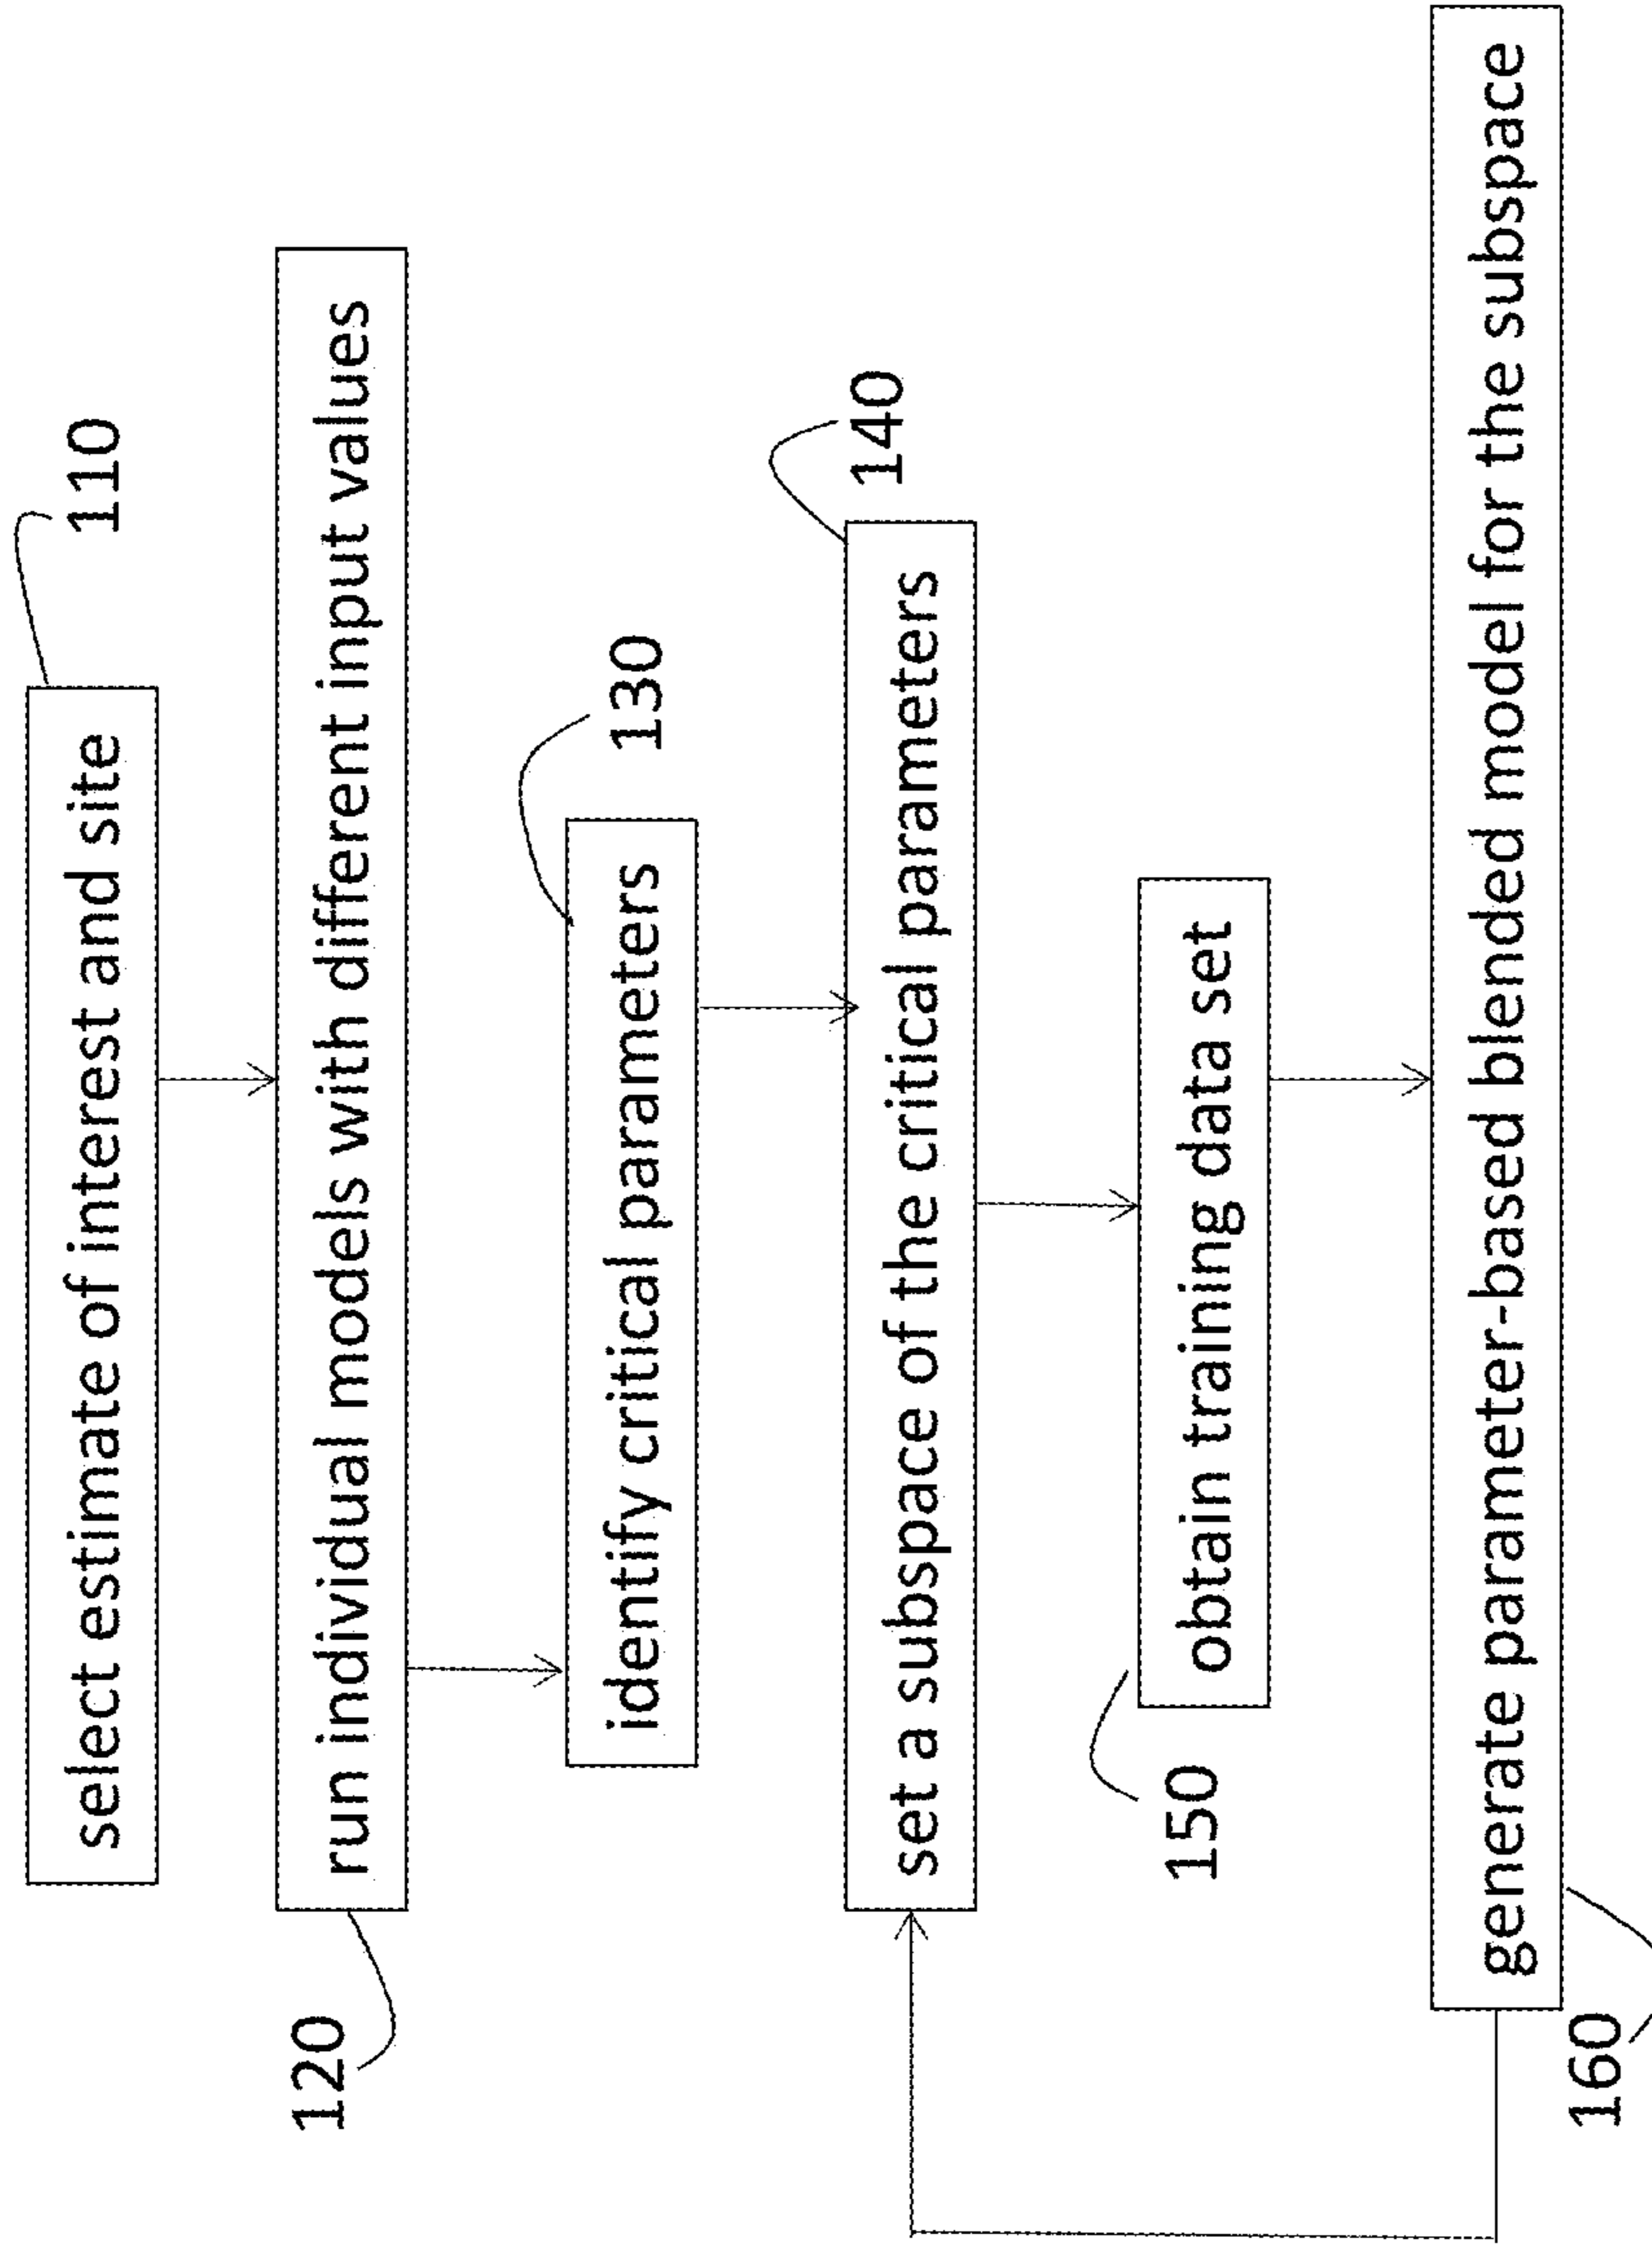 select estimate of interest and site
110
run individual models with different input values
120
identify critical parameters
130
set a subspace of the critical parameters
140
obtain training data set
150
generate parameter-based blended model for the subspace
160